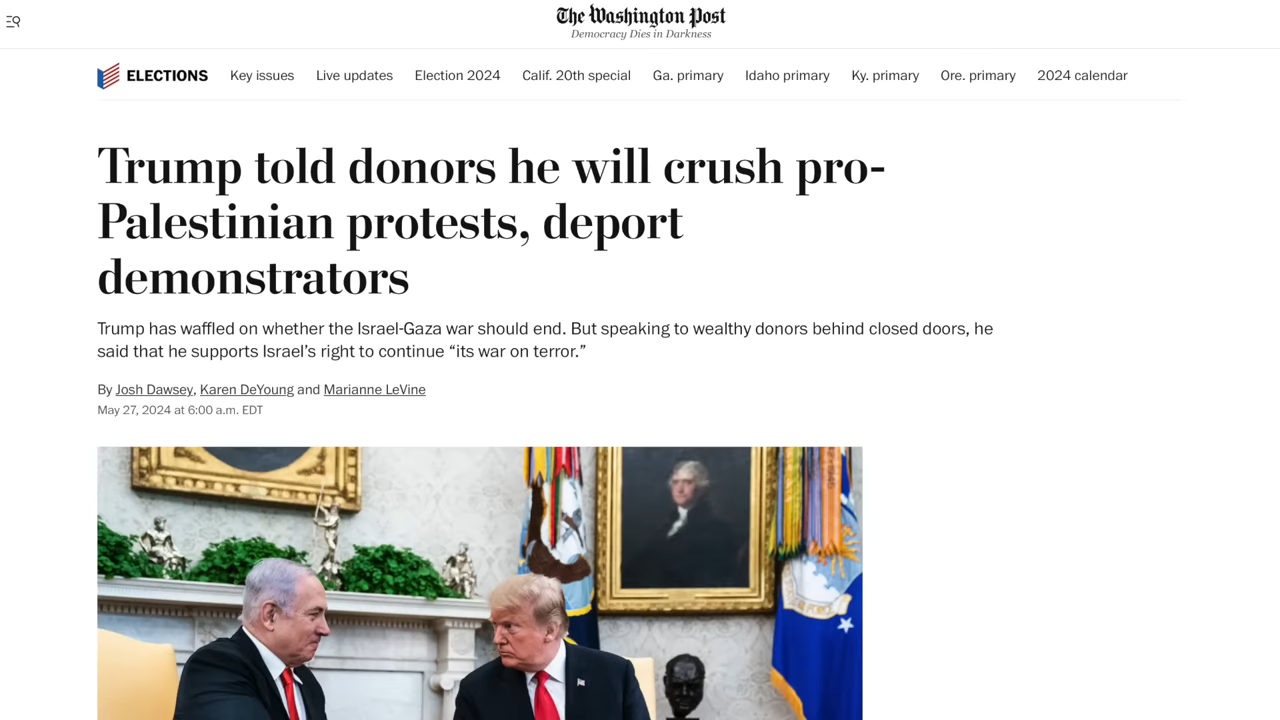 The Washington Post
Democracy Dies in Darkness
ELECTIONS Key issues Live updates Election 2024 Calif. 20th special Ga. primary Idaho primary Ky. primary Ore. primary 2024 calendar
Trump told donors he will crush pro-
Palestinian protests, deport
demonstrators
Trump has waffled on whether the Israel-Gaza war should end. But speaking to wealthy donors behind closed doors, he
said that he supports Israel’s right to continue “its war on terror.”
By Josh Dawsey, Karen DeYoung and Marianne LeVine
May 27, 2024 at 6:00 a.m. EDT